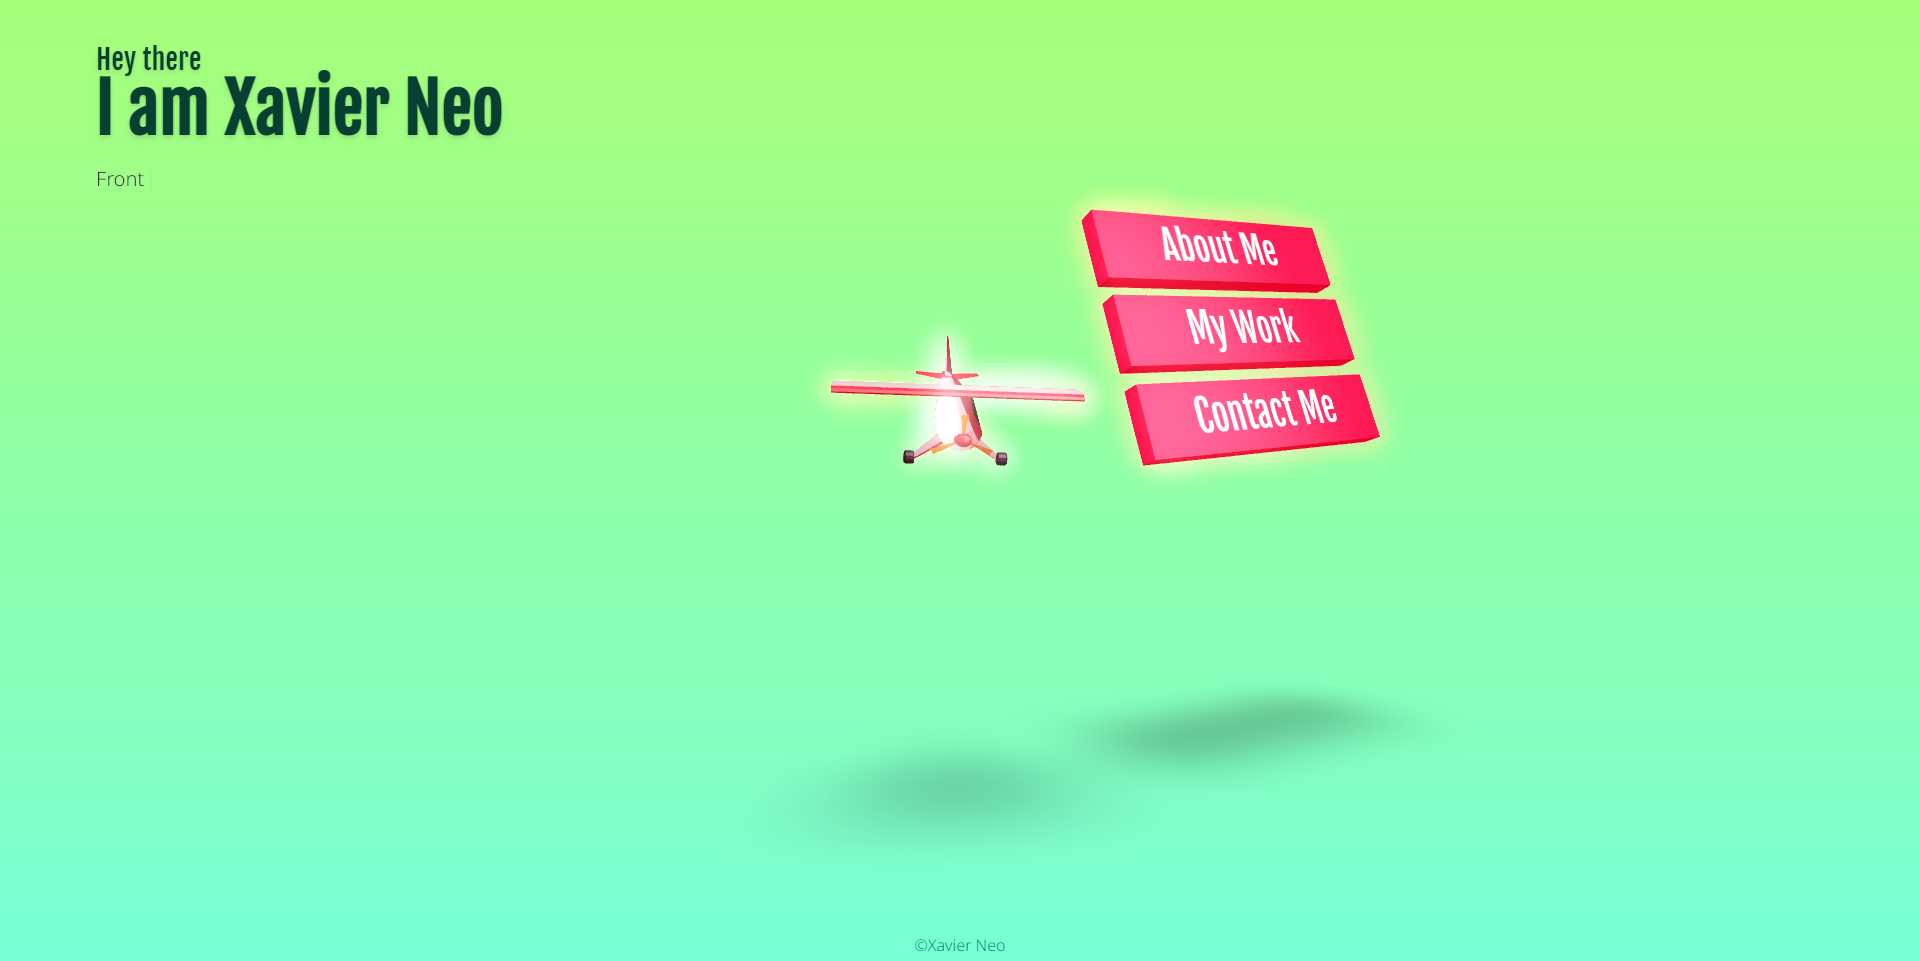 Hey there
I am Xavier Neo
Front
About Me
My Work
Contact Me
©Xavier Neo